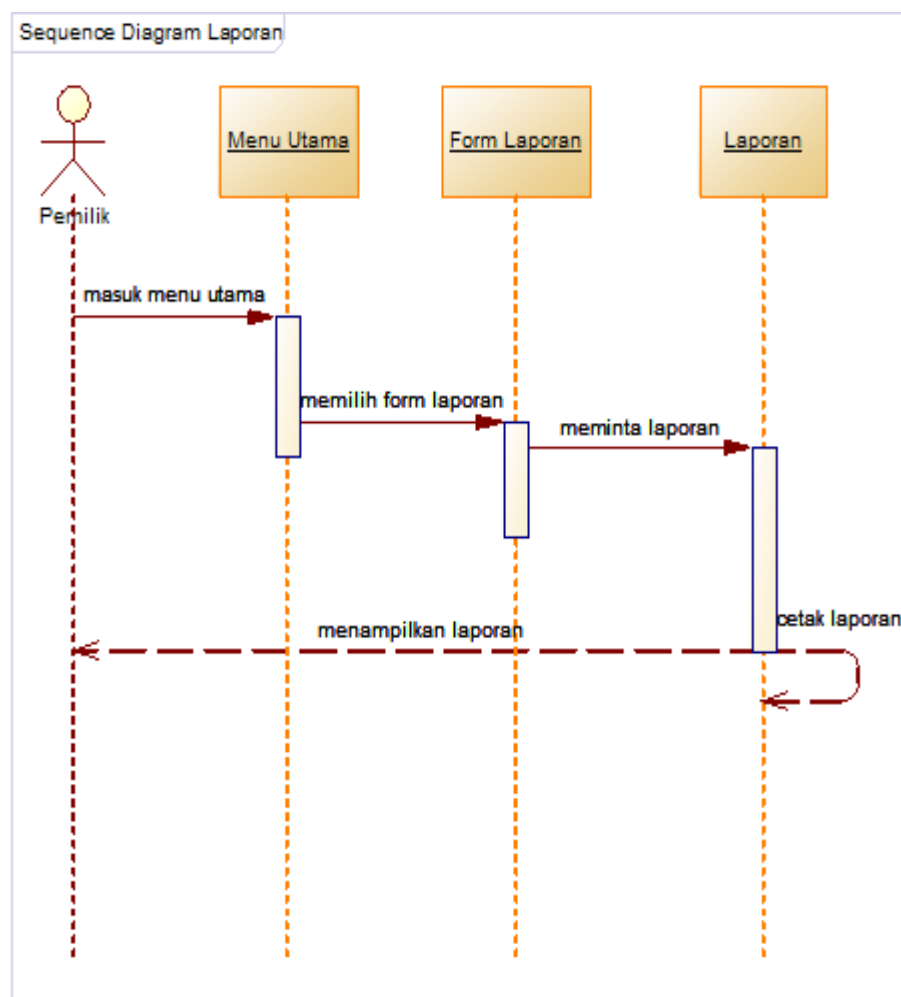 Sequence Diagram Laporan
Menu Utama
Form Laporan
Laporan
Pemilik
masuk menu utama
memilih form laporan
meminta laporan
cetak laporan
menampilkan laporan